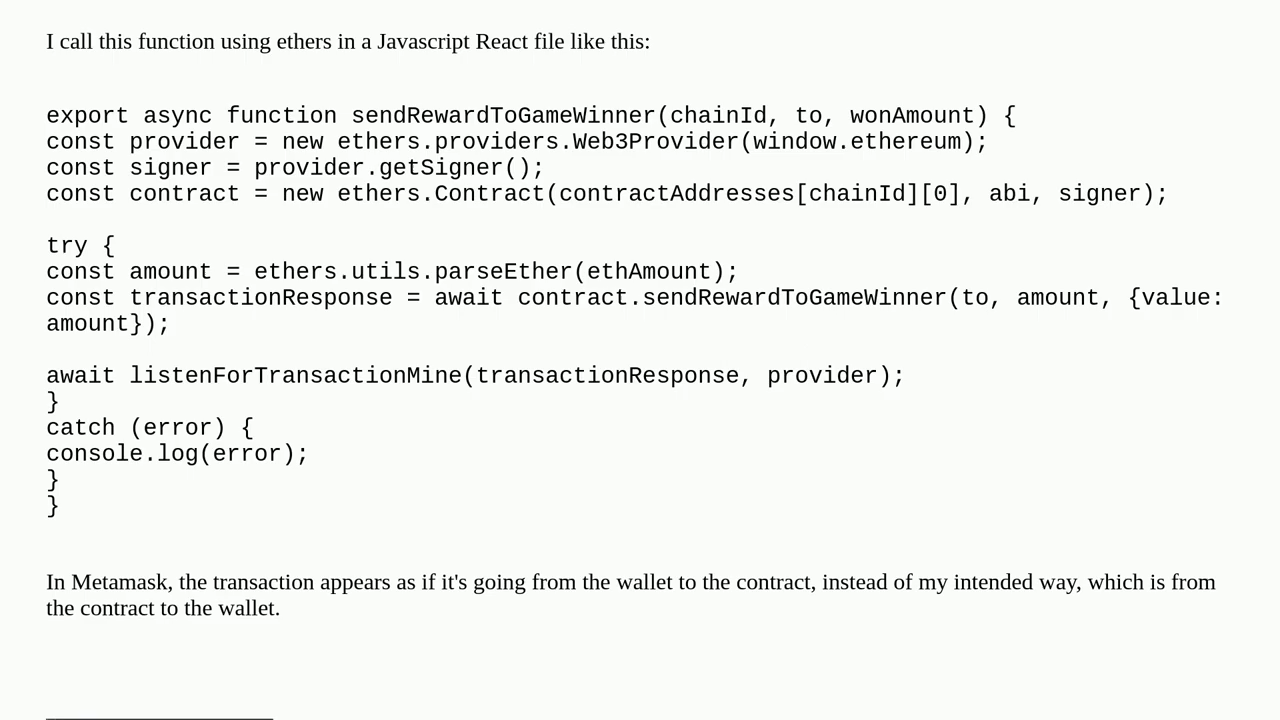 I call this function using ethers in a Javascript React file like this:
export async function sendRewardToGameWinner(chainId, to, wonAmount) {
const provider = new ethers.providers.Web3Provider(window.ethereum);
const signer = provider.getSigner();
const contract = new ethers.Contract(contractAddresses[chainId][0], abi, signer);
try {
const amount = ethers.utils.parseEther(ethAmount);
const transactionResponse = await contract.sendRewardToGameWinner(to, amount, {value:
amount});
await listenForTransactionMine(transactionResponse, provider);
}
catch (error) {
console.log(error);
}
}
In Metamask, the transaction appears as if it's going from the wallet to the contract, instead of my intended way, which is from
the contract to the wallet.